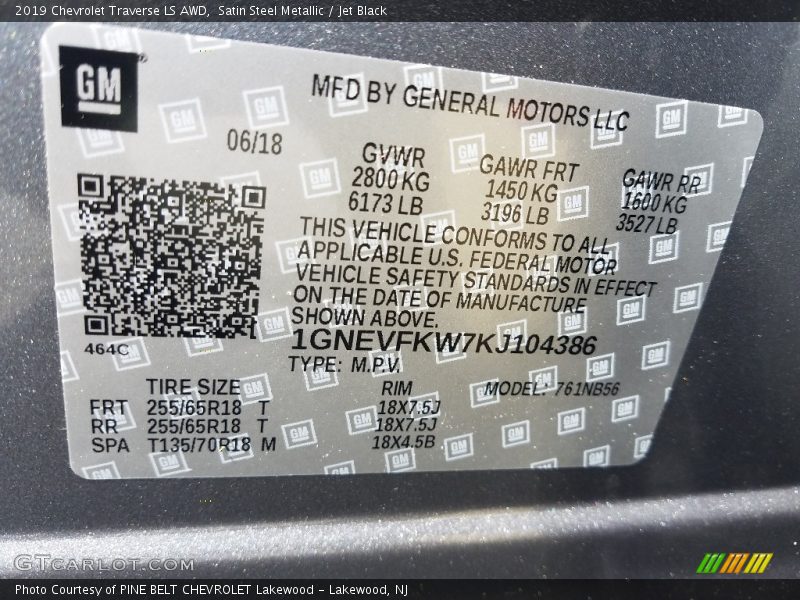 2019 Chevrolet Traverse LS AWD,  Satin Steel Metallic / Jet Black
GM
MFD BY GENERAL MOTORS LLC
06/18
GVWR GAWR FRT GAWR RR
2800 KG 1450 KG 1600 KG
6173 LB 3196 LB 3527 LB
THIS VEHICLE CONFORMS TO ALL
APPLICABLE U.S. FEDERAL MOTOR
VEHICLE SAFETY STANDARDS IN EFFECT
ON THE DATE OF MANUFACTURE
SHOWN ABOVE.
464C
1GNEVFKW7KJ104386
TYPE: M.P.V.
TIRE SIZE RIM MODEL: 761NB56
FRT 255/65R18 T 18X7.5J
RR 255/65R18 T 18X7.5J
SPA T135/70R18 M 18X4.5B
GTCARLOT.COM
Photo Courtesy of PINE BELT CHEVROLET Lakewood - Lakewood, NJ